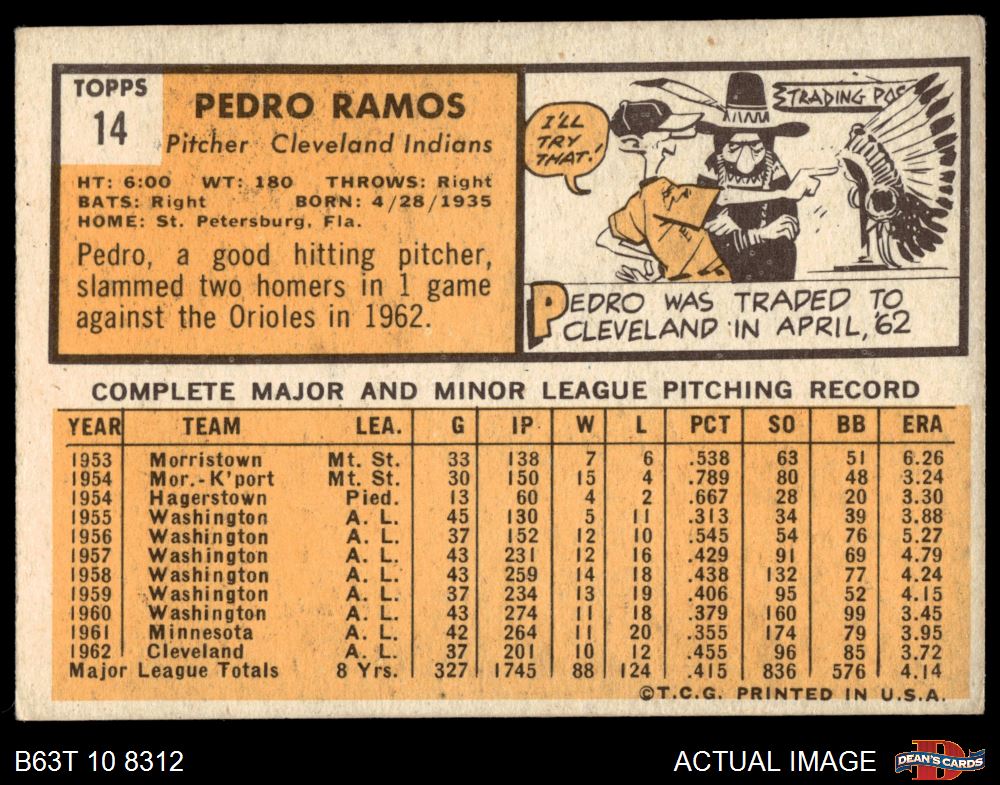 TOPPS
14
PEDRO RAMOS
Pitcher Cleveland Indians
HT: 6:00 WT: 180 THROWS: Right
BATS: Right BORN: 4/28/1935
HOME: St. Petersburg, Fla.
Pedro, a good hitting pitcher,
slammed two homers in 1 game
against the Orioles in 1962.
I'LL
TRY
THAT!
TRADING POS
PEDRO WAS TRADED TO
CLEVELAND IN APRIL, '62
COMPLETE MAJOR AND MINOR LEAGUE PITCHING RECORD
YEAR TEAM LEA. G IP W L PCT SO BB ERA
1953 Morristown Mt. St. 33 138 7 6 .538 63 51 6.26
1954 Mor.-K'port Mt. St. 30 150 15 4 .789 80 48 3.24
1954 Hagerstown Pied. 13 60 4 2 .667 28 20 3.30
1955 Washington A. L. 45 130 5 11 .313 34 39 3.88
1956 Washington A. L. 37 152 12 10 .545 54 76 5.27
1957 Washington A. L. 43 231 12 16 .429 91 69 4.79
1958 Washington A. L. 43 259 14 18 .438 132 77 4.24
1959 Washington A. L. 37 234 13 19 .406 95 52 4.15
1960 Washington A. L. 43 274 11 18 .379 160 99 3.45
1961 Minnesota A. L. 42 264 11 20 .355 174 79 3.95
1962 Cleveland A. L. 37 201 10 12 .455 96 85 3.72
Major League Totals 8 Yrs. 327 1745 88 124 .415 836 576 4.14
©T.C.G. PRINTED IN U.S.A.
B63T 10 8312 ACTUAL IMAGE DEAN'S CARDS